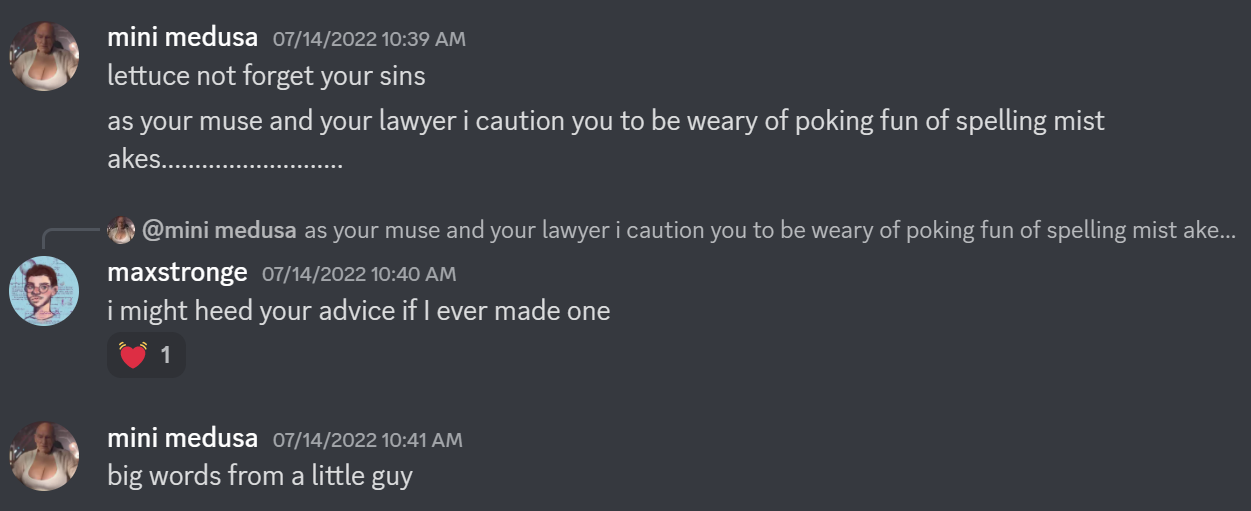 mini medusa 07/14/2022 10:39 AM
lettuce not forget your sins
as your muse and your lawyer i caution you to be weary of poking fun of spelling mist
akes...........................
@mini medusa as your muse and your lawyer i caution you to be weary of poking fun of spelling mist ake...
maxstronge 07/14/2022 10:40 AM
i might heed your advice if I ever made one
💓 1
mini medusa 07/14/2022 10:41 AM
big words from a little guy